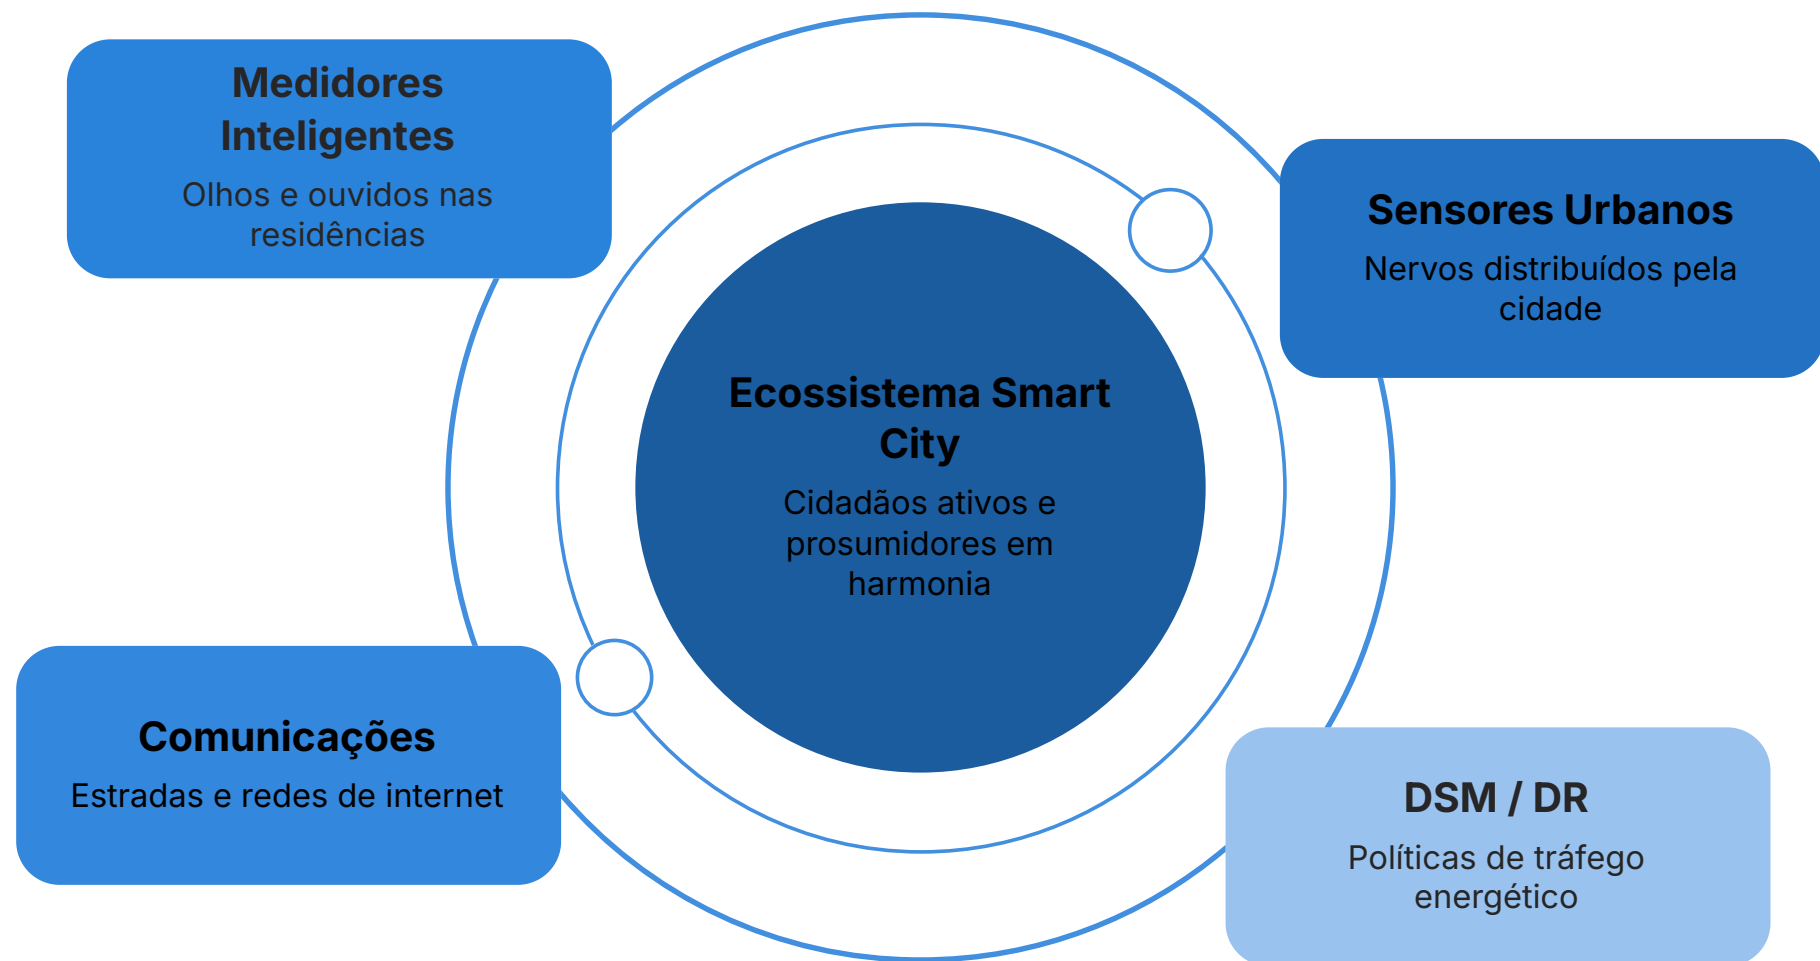 Medidores
Inteligentes
Olhos e ouvidos nas
residências
Sensores Urbanos
Nervos distribuídos pela
cidade
Ecossistema Smart
City
Cidadãos ativos e
prosumidores em
harmonia
Comunicações
Estradas e redes de internet
DSM / DR
Políticas de tráfego
energético